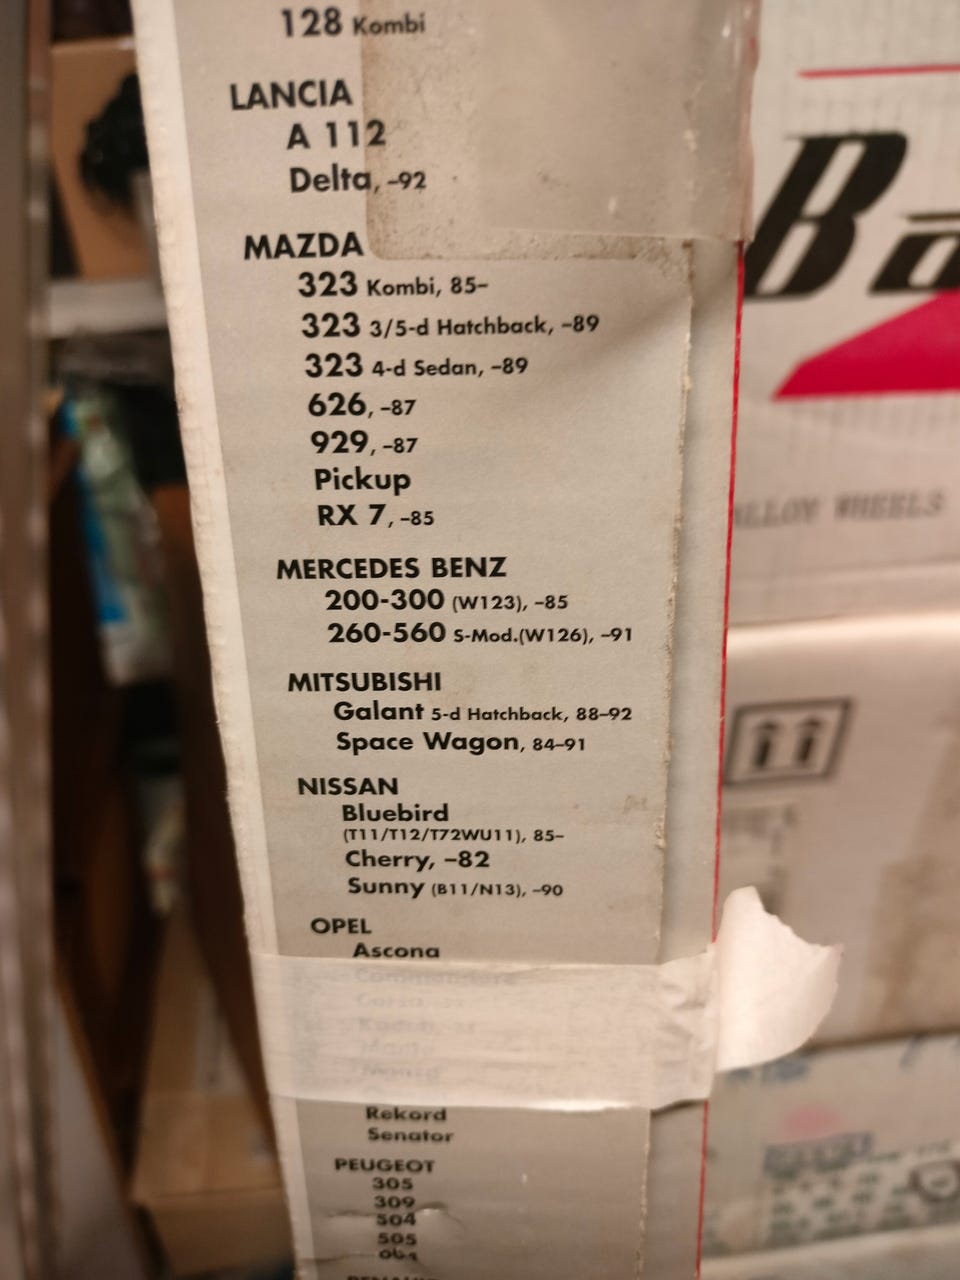 128 Kombi
LANCIA
A 112
Delta, –92
MAZDA
323 Kombi, 85–
323 3/5-d Hatchback, –89
323 4-d Sedan, –89
626, –87
929, –87
Pickup
RX 7, –85
MERCEDES BENZ
200-300 (W123), –85
260-560 S-Mod.(W126), –91
MITSUBISHI
Galant 5-d Hatchback, 88–92
Space Wagon, 84–91
NISSAN
Bluebird
(T11/T12/T72WU11), 85–
Cherry, –82
Sunny (B11/N13), –90
OPEL
Ascona
Rekord
Senator
PEUGEOT
305
309
504
505
Ba
ALLOY WHEELS